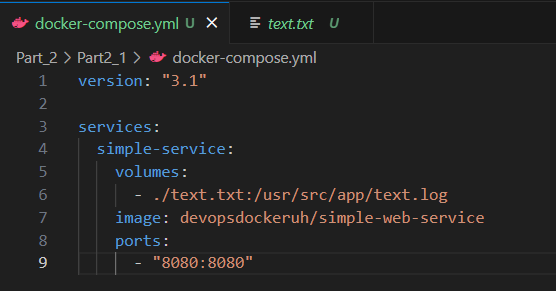 docker-compose.yml U × text.txt U
Part_2 > Part2_1 > docker-compose.yml
1 version: "3.1"
2
3 services:
4 simple-service:
5 volumes:
6 - ./text.txt:/usr/src/app/text.log
7 image: devopsdockeruh/simple-web-service
8 ports:
9 - "8080:8080"